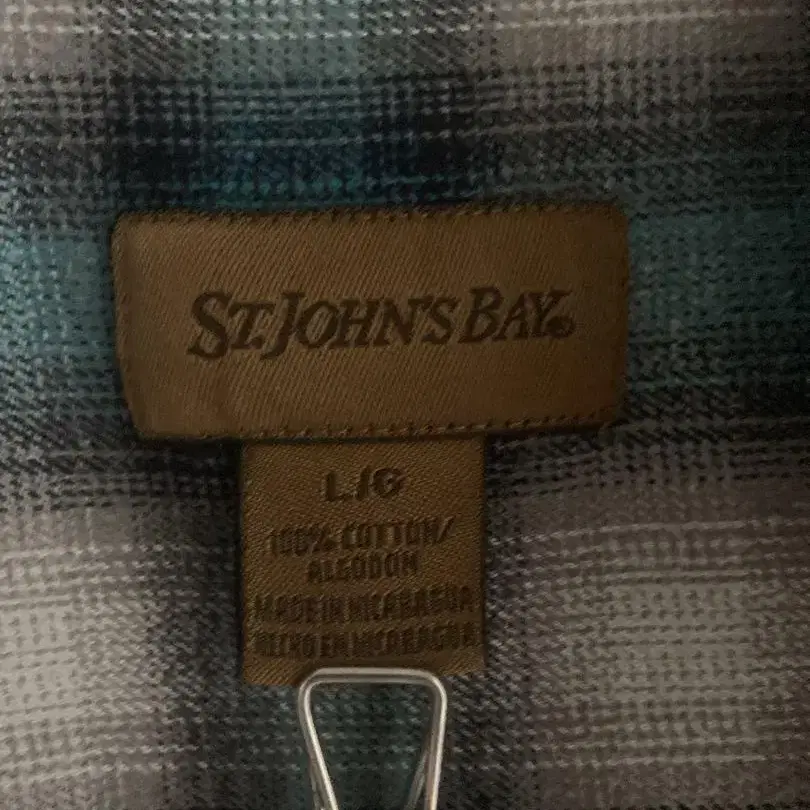 ST. JOHN'S BAY®
L/G
100% COTTON/
ALGODON
MADE IN NICARAGUA
HECHO EN NICARAGUA